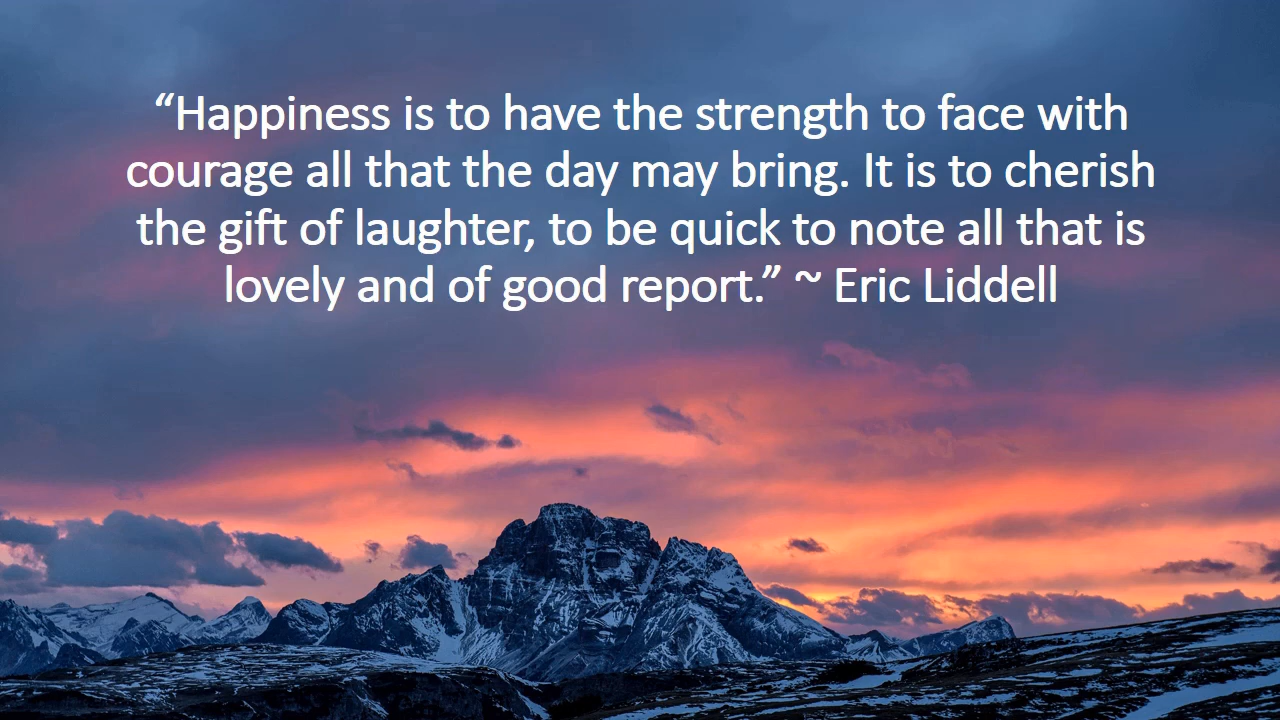 “Happiness is to have the strength to face with
courage all that the day may bring. It is to cherish
the gift of laughter, to be quick to note all that is
lovely and of good report.” ~ Eric Liddell